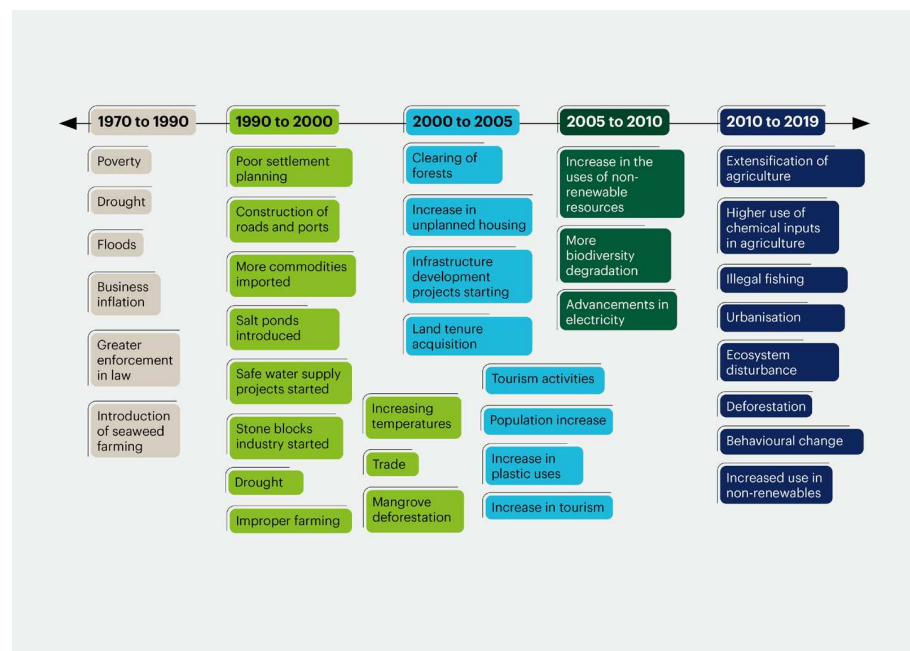 1970 to 1990
Poverty
Drought
Floods
Business
inflation
Greater
enforcement
in law
Introduction
of seaweed
farming
1990 to 2000
Poor settlement
planning
Construction of
roads and ports
More commodities
imported
Salt ponds
introduced
Safe water supply
projects started
Stone blocks
industry started
Drought
Improper farming
Increasing
temperatures
Trade
Mangrove
deforestation
2000 to 2005
Clearing of
forests
Increase in
unplanned housing
Infrastructure
development
projects starting
Land tenure
acquisition
Tourism activities
Population increase
Increase in
plastic uses
Increase in tourism
2005 to 2010
Increase in the
uses of non-
renewable
resources
More
biodiversity
degradation
Advancements in
electricity
2010 to 2019
Extensification of
agriculture
Higher use of
chemical inputs
in agriculture
Illegal fishing
Urbanisation
Ecosystem
disturbance
Deforestation
Behavioural change
Increased use in
non-renewables